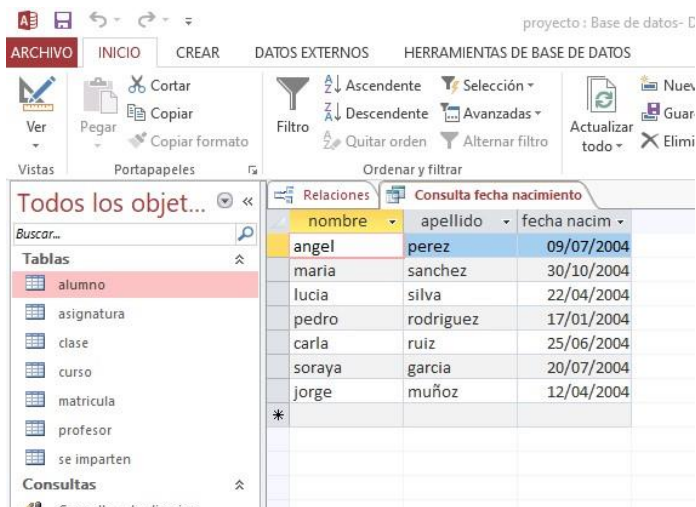 proyecto : Base de datos- D
ARCHIVO INICIO CREAR DATOS EXTERNOS HERRAMIENTAS DE BASE DE DATOS
Ver
Pegar
Cortar
Copiar
Copiar formato
Filtro
Ascendente
Descendente
Quitar orden
Selección
Avanzadas
Alternar filtro
Actualizar todo
Nuev
Guar
Elimi
Vistas Portapapeles Ordenar y filtrar
Todos los objet...
Buscar...
Tablas
alumno
asignatura
clase
curso
matricula
profesor
se imparten
Consultas
Relaciones Consulta fecha nacimiento
nombre apellido fecha nacim
angel perez 09/07/2004
maria sanchez 30/10/2004
lucia silva 22/04/2004
pedro rodriguez 17/01/2004
carla ruiz 25/06/2004
soraya garcia 20/07/2004
jorge muñoz 12/04/2004